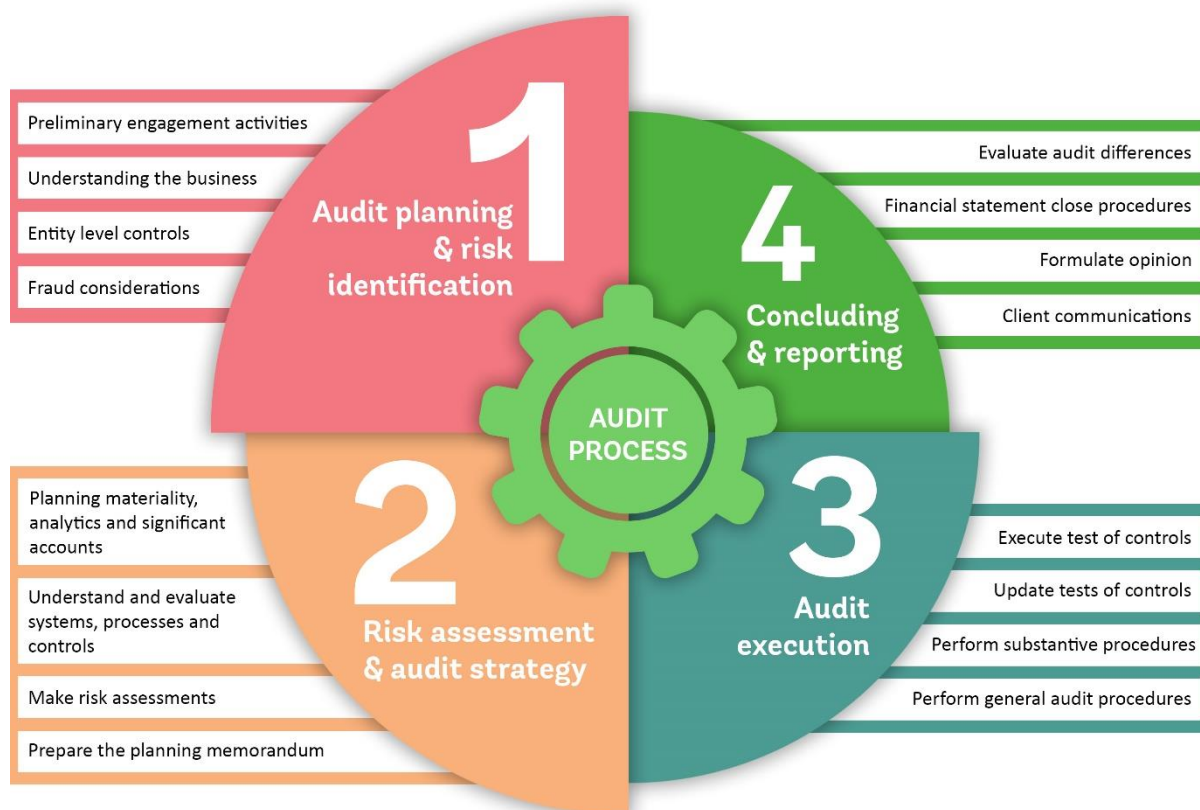 1
Audit planning
& risk
identification
Preliminary engagement activities
Understanding the business
Entity level controls
Fraud considerations
2
Risk assessment
& audit strategy
Planning materiality,
analytics and significant
accounts
Understand and evaluate
systems, processes and
controls
Make risk assessments
Prepare the planning memorandum
3
Audit
execution
Execute test of controls
Update tests of controls
Perform substantive procedures
Perform general audit procedures
4
Concluding
& reporting
Evaluate audit differences
Financial statement close procedures
Formulate opinion
Client communications
AUDIT
PROCESS